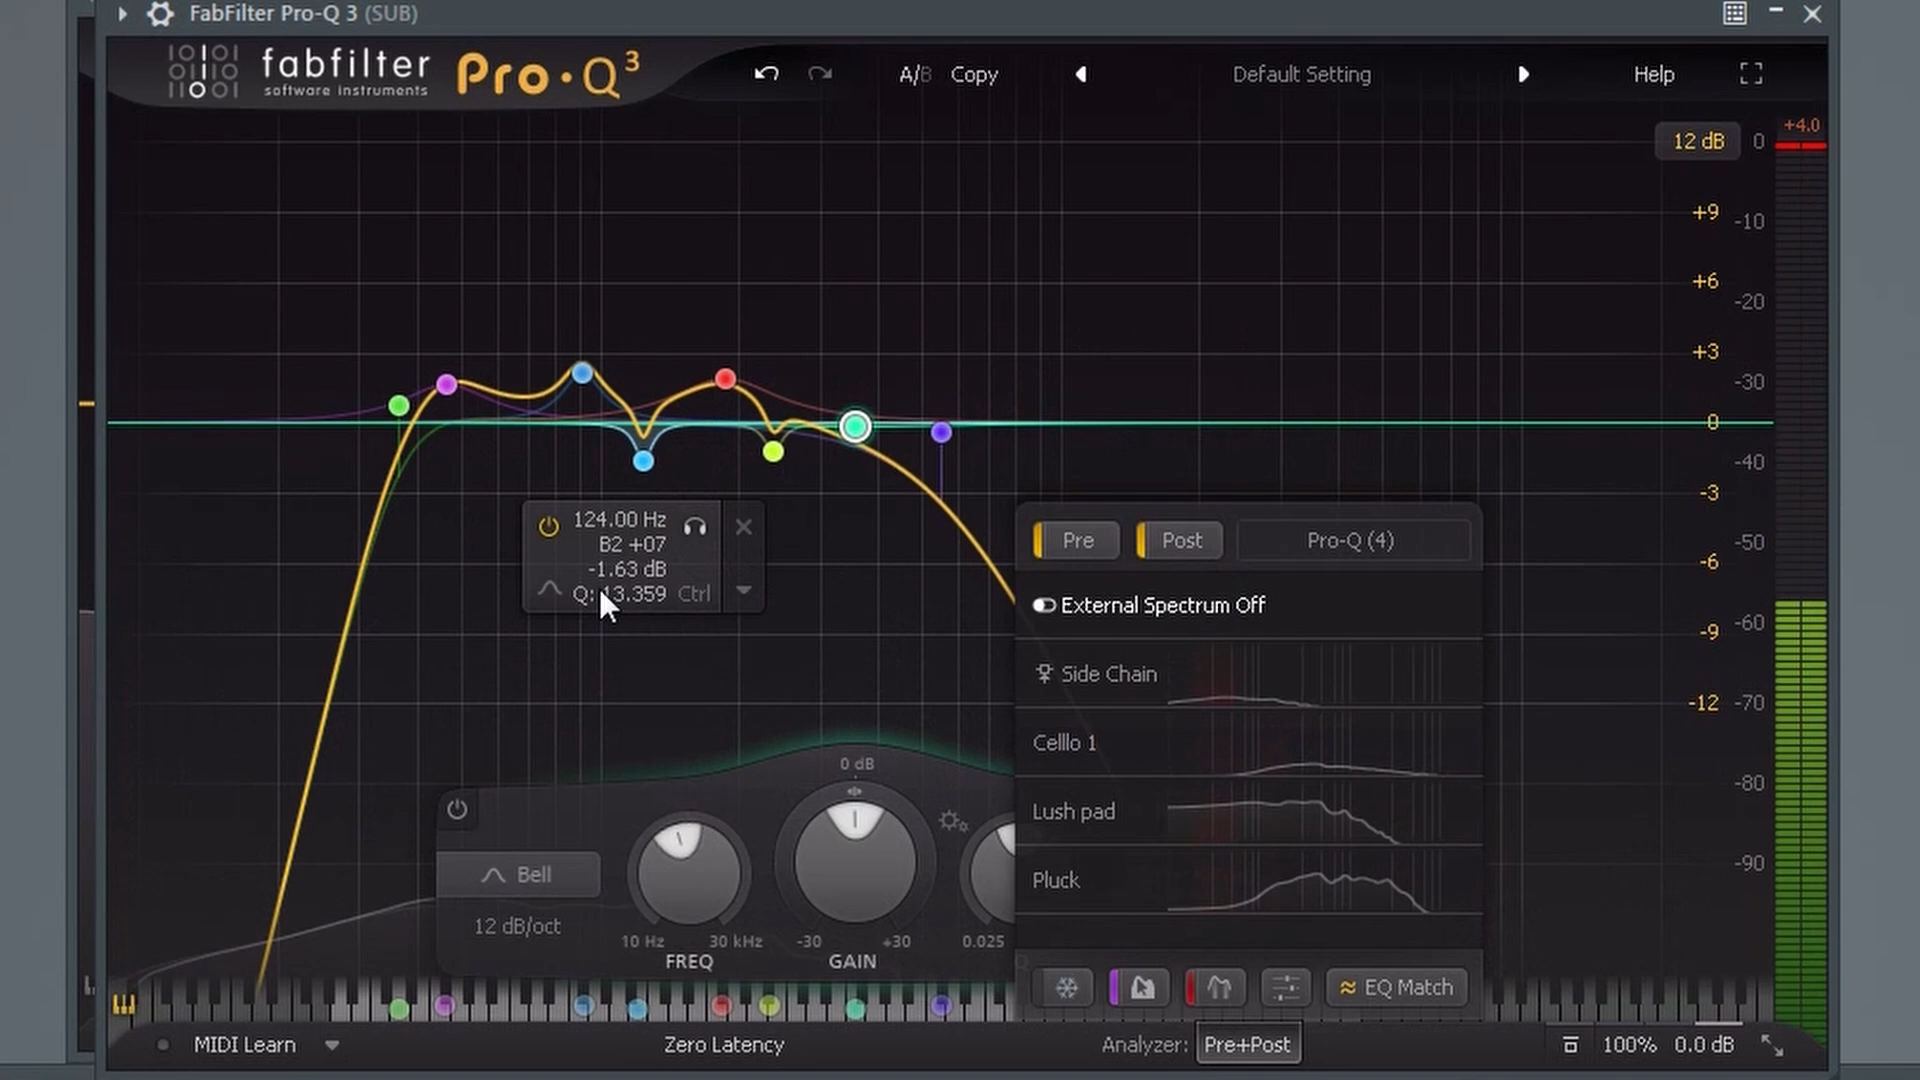 FabFilter Pro-Q 3 (SUB)
fabfilter
software instruments
Pro·Q3
A/B Copy
Default Setting
Help
12 dB
+4.0
0
+9
-10
+6
-20
+3
-30
0
-40
-3
-50
-6
-60
-9
-70
-12
-80
-90
124.00 Hz
B2 +07
-1.63 dB
Q: 13.359 Ctrl
Pre Post Pro-Q (4)
External Spectrum Off
Side Chain
Celllo 1
Lush pad
Pluck
EQ Match
0 dB
Bell
12 dB/oct
10 Hz 30 kHz
FREQ
-30 +30
GAIN
0.025
MIDI Learn
Zero Latency
Analyzer: Pre+Post
100% 0.0 dB